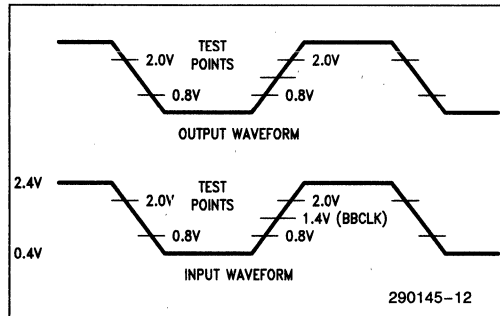 TEST
POINTS
2.0V
2.0V
0.8V
0.8V
OUTPUT WAVEFORM
2.4V
TEST
POINTS
2.0V
2.0V
1.4V (BBCLK)
0.8V
0.8V
0.4V
INPUT WAVEFORM
290145-12